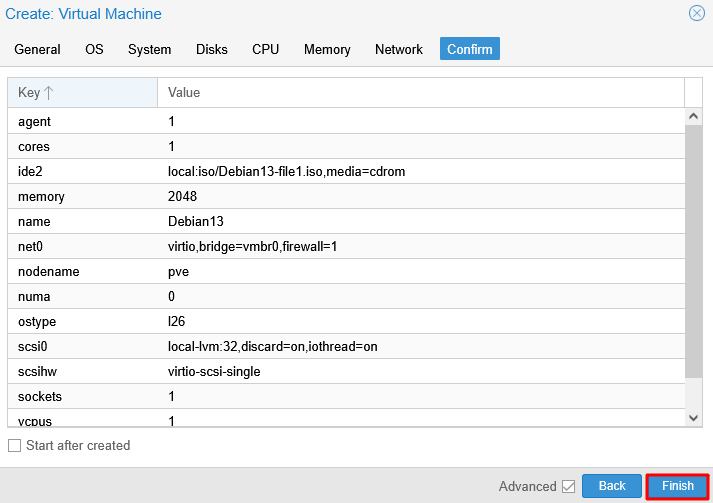 Create: Virtual Machine
General OS System Disks CPU Memory Network Confirm
Key Value
agent 1
cores 1
ide2 local:iso/Debian13-file1.iso,media=cdrom
memory 2048
name Debian13
net0 virtio,bridge=vmbr0,firewall=1
nodename pve
numa 0
ostype l26
scsi0 local-lvm:32,discard=on,iothread=on
scsihw virtio-scsi-single
sockets 1
vcpus 1
Start after created
Advanced Back Finish